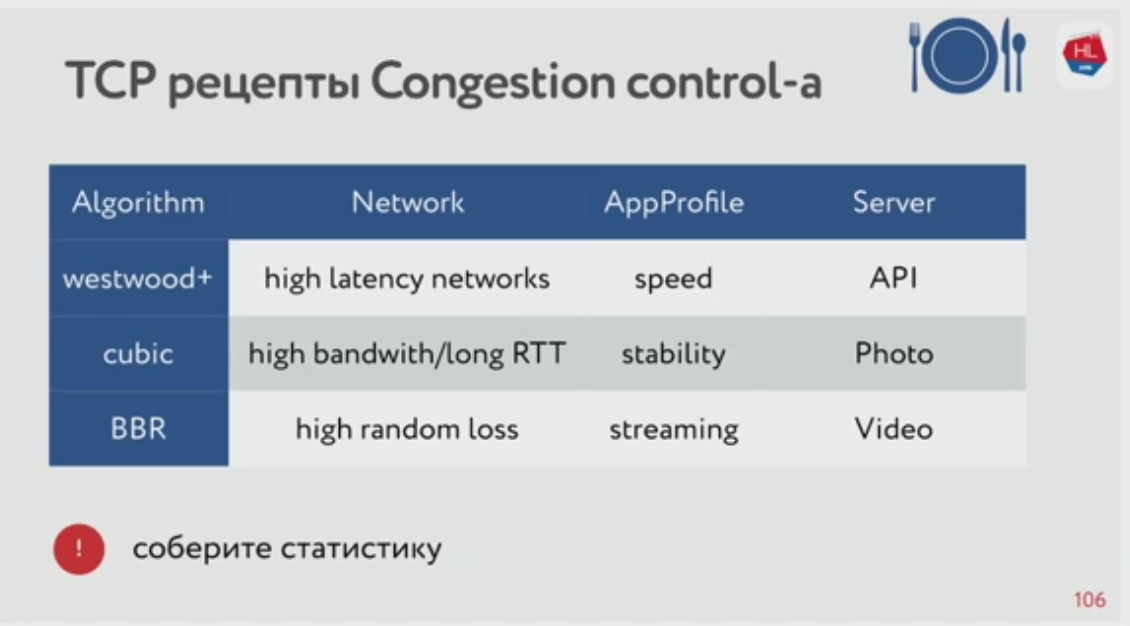 TCP рецепты Congestion control-а
HL
Algorithm Network AppProfile Server
westwood+ high latency networks speed API
cubic high bandwith/long RTT stability Photo
BBR high random loss streaming Video
! соберите статистику
106